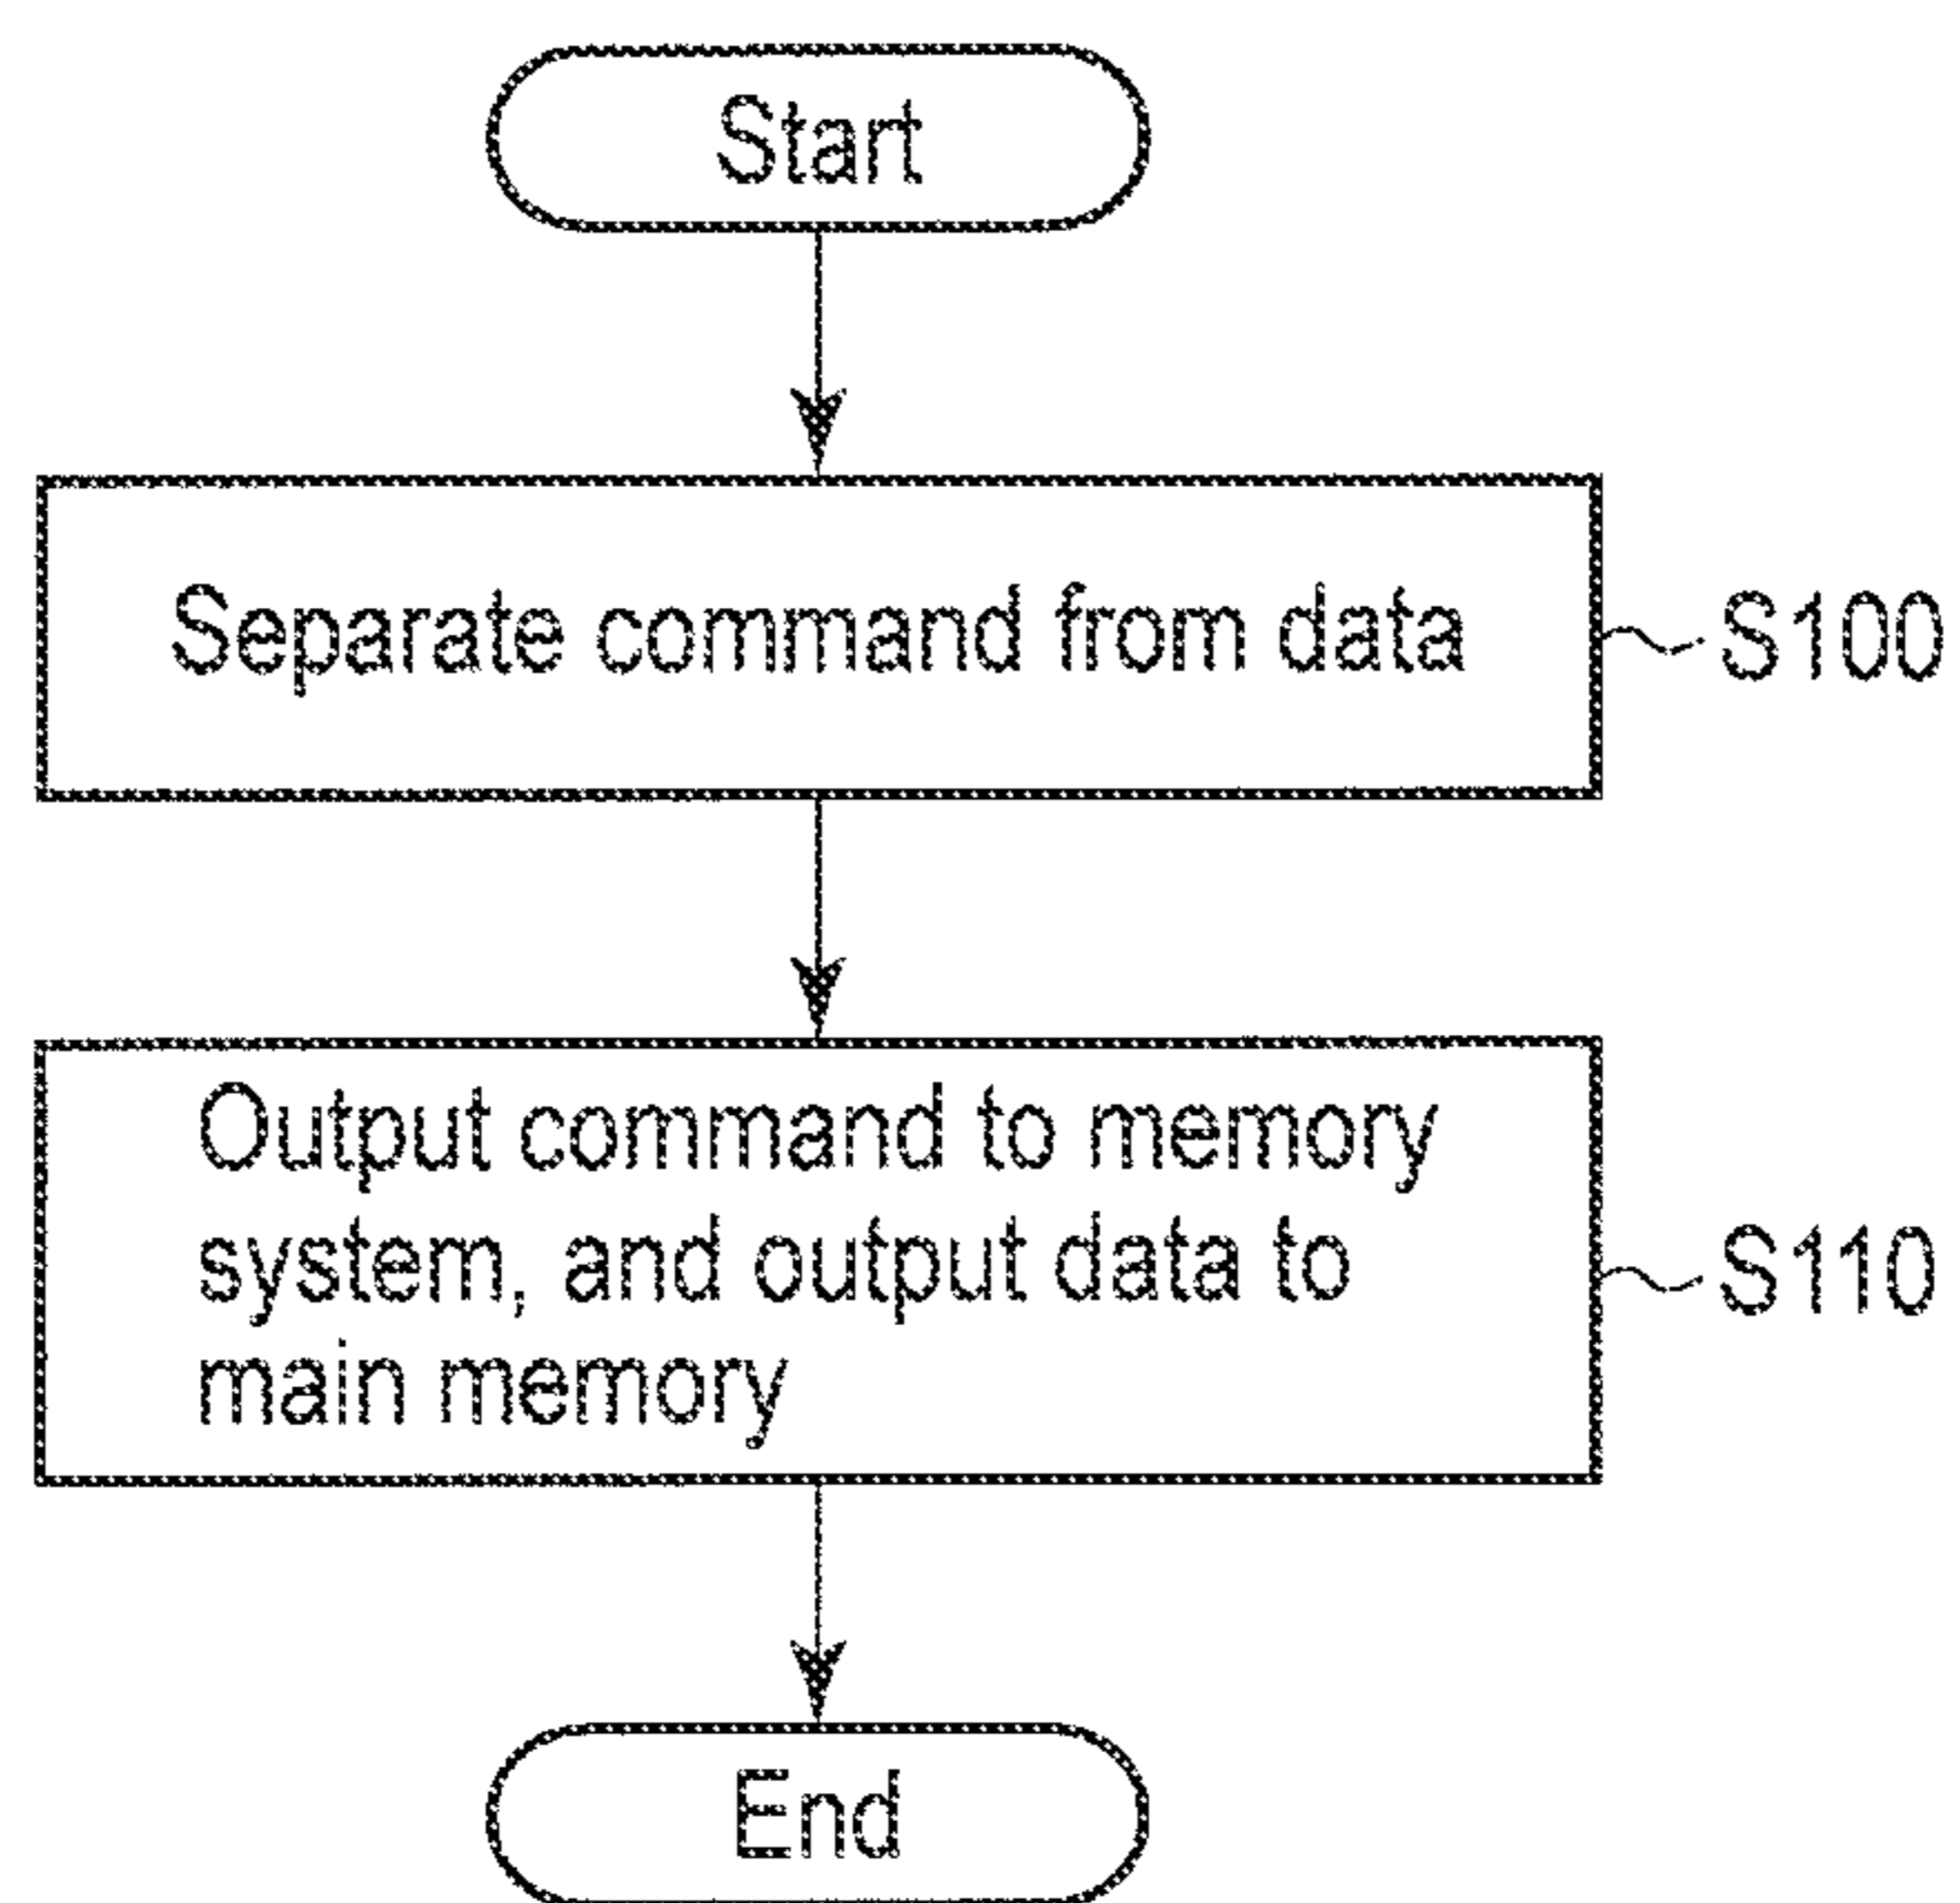 Start
Separate command from data
S100
Output command to memory
system, and output data to
main memory
S110
End